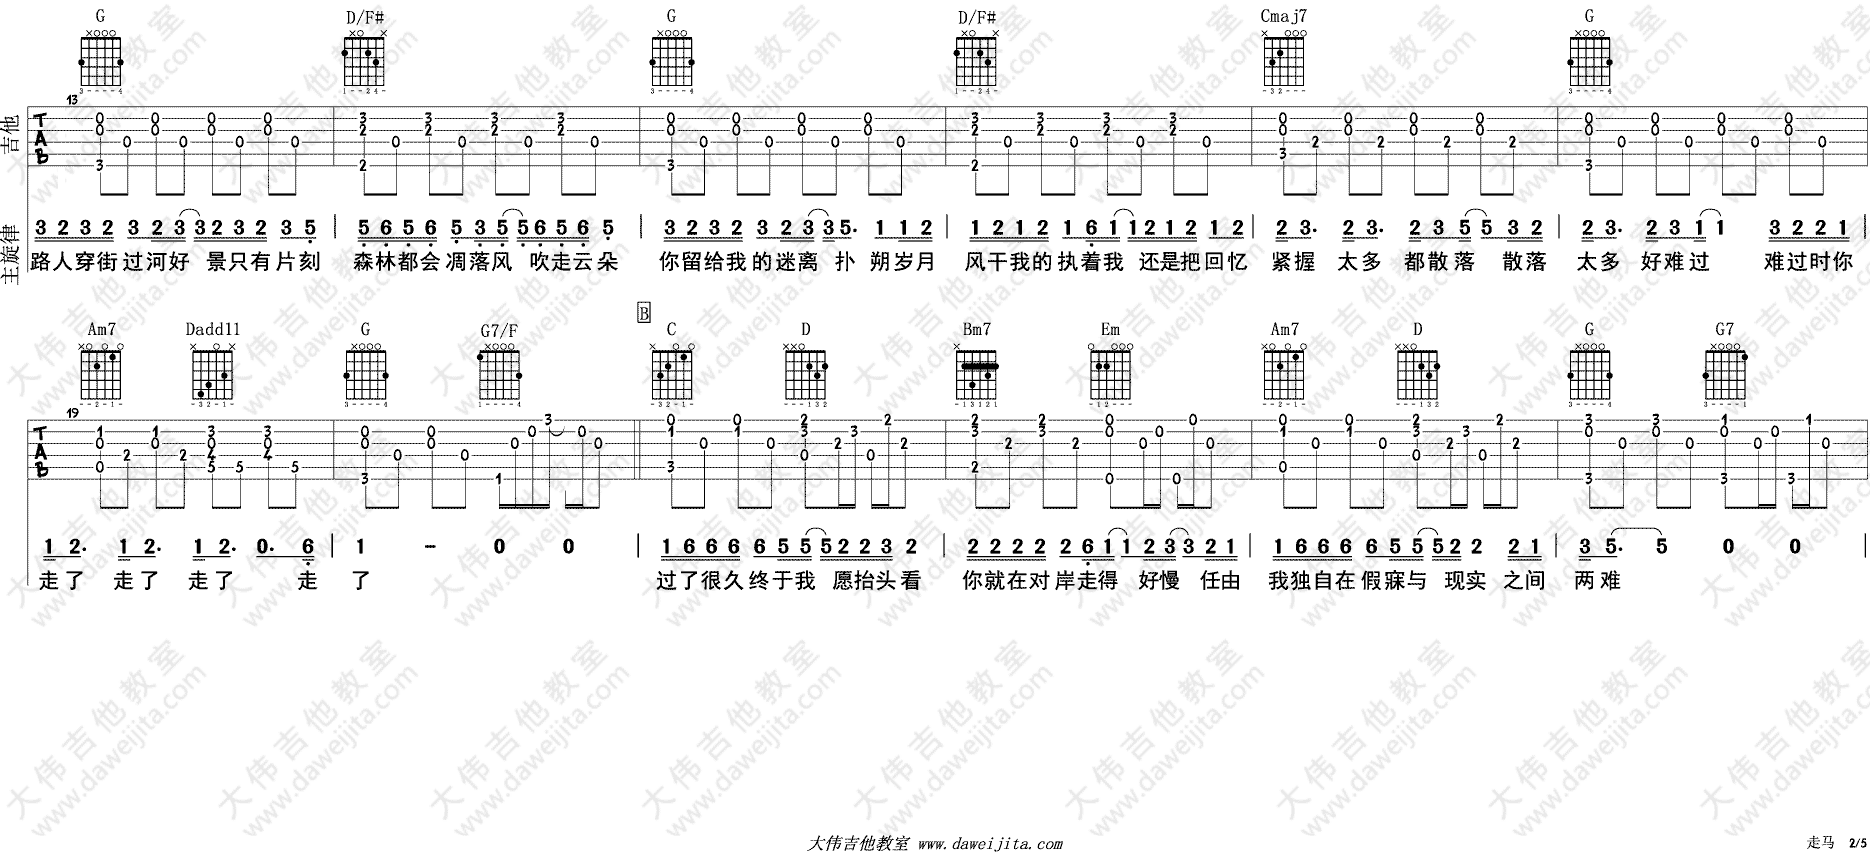 G D/F# G D/F# Cmaj7 G
13
吉他
主旋律
3 2 3 2 3 2 3 3 2 3 2 3 5 | 5 6 5 6 5 3 5 5 6 5 6 5 | 3 2 3 2 3 2 3 3 5. 1 1 2 | 1 2 1 2 1 6 1 1 2 1 2 1 2 | 2 3. 2 3. 2 3 5 5 3 2 | 2 3. 2 3 1 1 3 2 2 1 |
路人穿街 过河好 景只有 片刻 森林都会 凋落风 吹走云朵 你留给我 的迷离 扑 朔岁月 风干我的 执着我 还是把 回忆 紧握 太多 都散落 散落 太多 好难过 难过时你
B
Am7 Dadd11 G G7/F C D Bm7 Em Am7 D G G7
19
1 2. 1 2. 1 2. 0. 6 | 1 - 0 0 | 1 6 6 6 6 5 5 5 2 2 3 2 | 2 2 2 2 2 6 1 1 2 3 3 2 1 | 1 6 6 6 6 5 5 5 2 2 2 1 | 3 5. 5 0 0 |
走了 走了 走了 走 了 过了很久 终于我 愿抬头看 你就在对 岸走得 好慢 任由 我独自在 假寐与 现实 之间 两难
大伟吉他教室 www.daweijita.com
走马 2/5